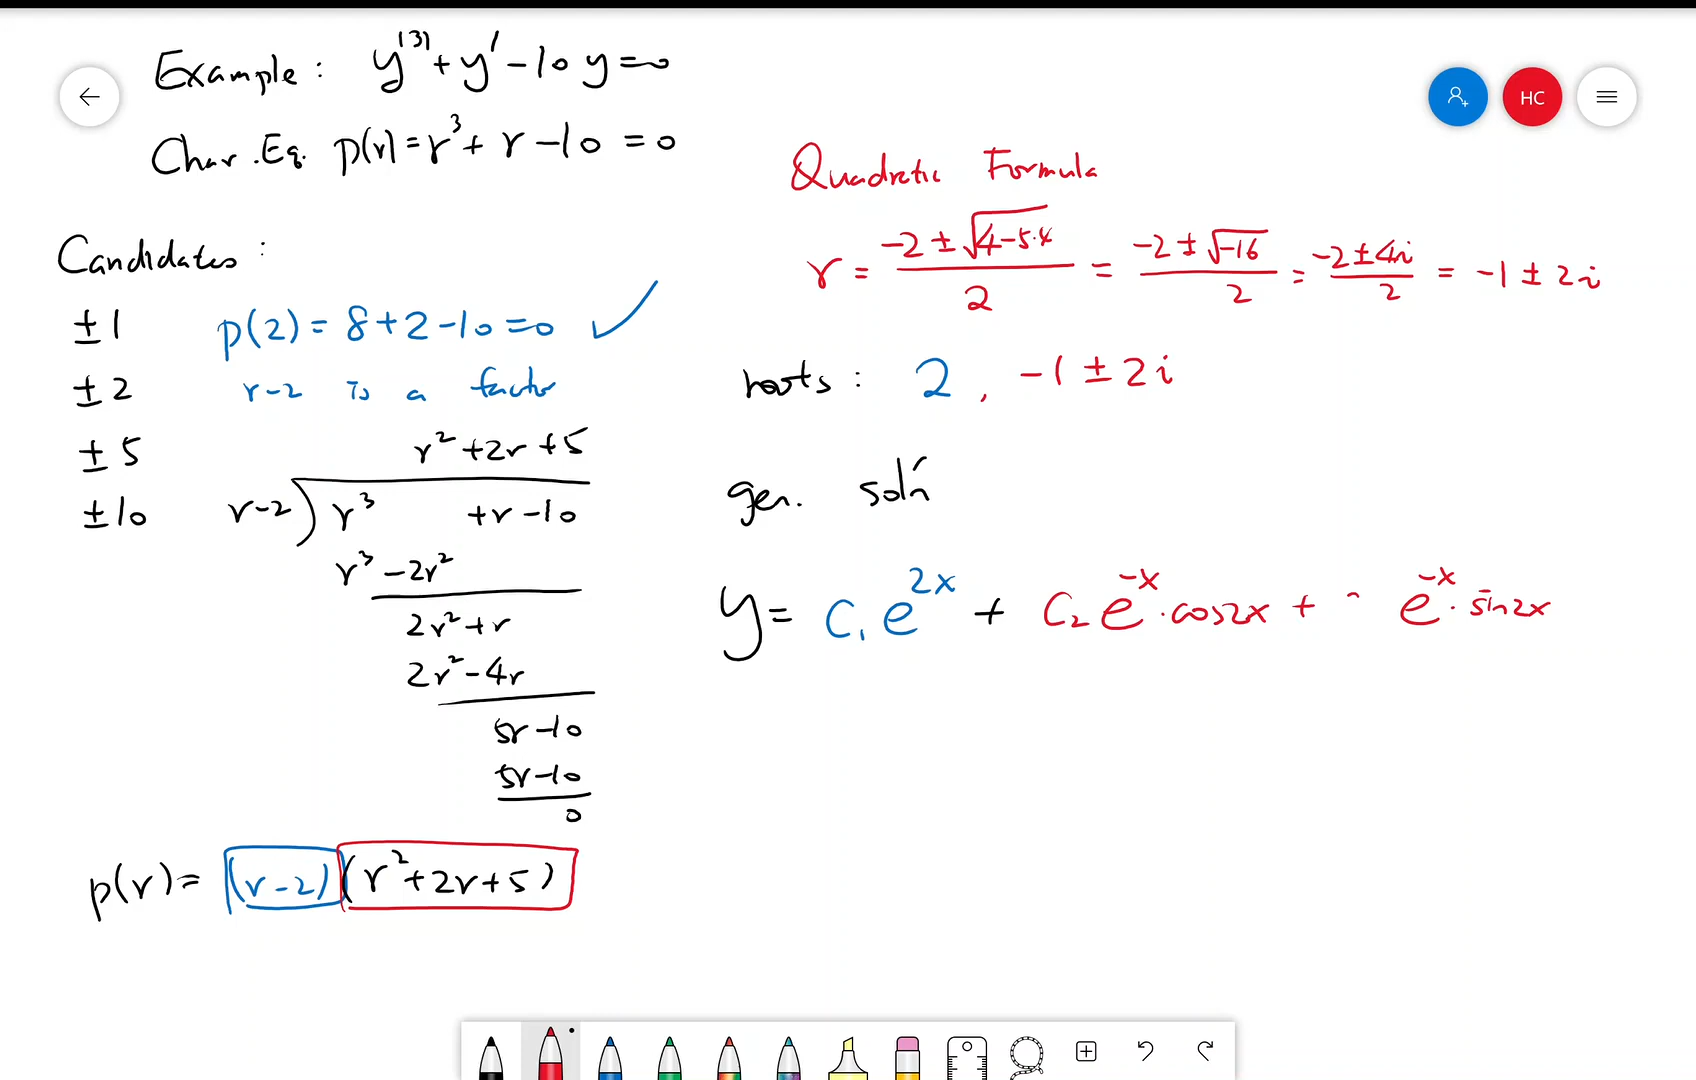 Example : y⁽³⁾ + y′ − 10y = 0
Char. Eq. p(r) = r³ + r − 10 = 0
Candidates :
±1
±2
±5
±10
p(2) = 8 + 2 − 10 = 0 ✓
r−2 is a factor
r² + 2r + 5
r−2 ) r³ + r − 10
r³ − 2r²
2r² + r
2r² − 4r
5r − 10
5r − 10
0
p(r) = (r−2)(r² + 2r + 5)
HC
Quadratic Formula
r = (−2 ± √(4−5·4))/2 = (−2 ± √−16)/2 = (−2 ± 4i)/2 = −1 ± 2i
roots : 2 , −1 ± 2i
gen. sol'n
y = C₁e^(2x) + C₂e^(−x)·cos2x + e^(−x)·sin2x